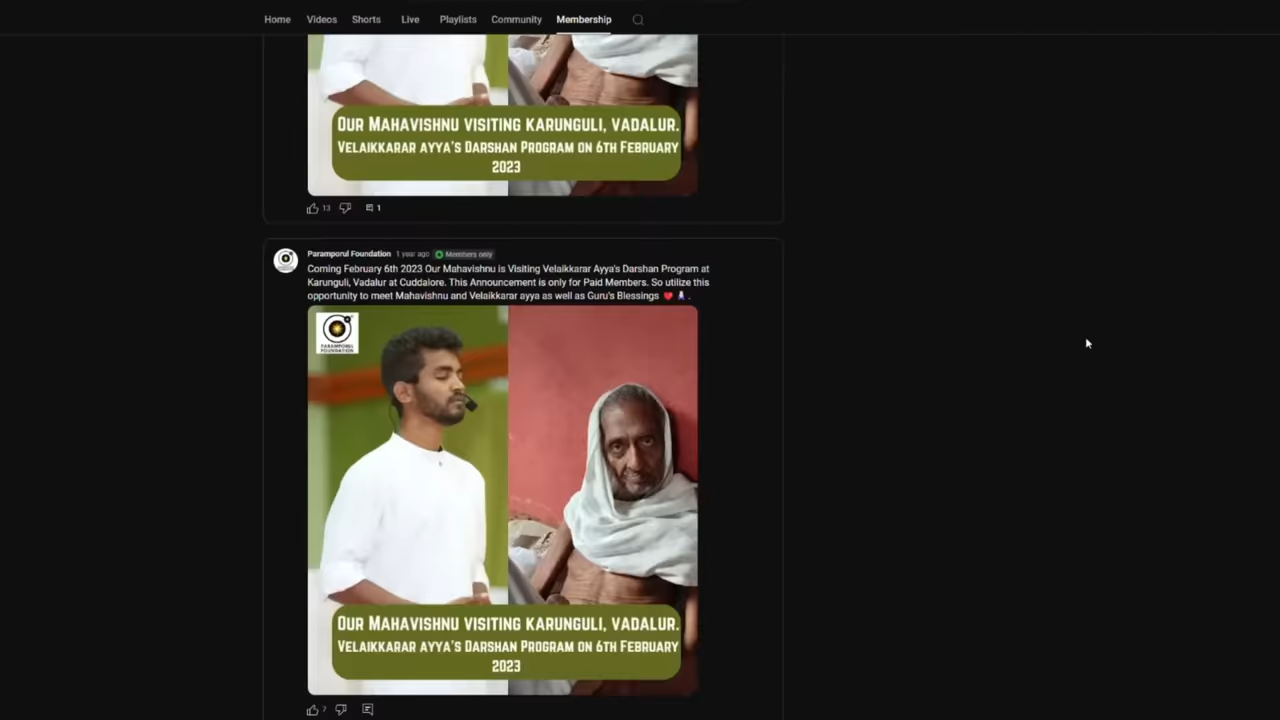 Home Videos Shorts Live Playlists Community Membership
OUR MAHAVISHNU VISITING KARUNGULI, VADALUR.
VELAIKKARAR AYYA'S DARSHAN PROGRAM ON 6TH FEBRUARY
2023
13 1
Paramporul Foundation 1 year ago Members only
Coming February 6th 2023 Our Mahavishnu is Visiting Velaikkarar Ayya's Darshan Program at
Karunguli, Vadalur at Cuddalore. This Announcement is only for Paid Members. So utilize this
opportunity to meet Mahavishnu and Velaikkarar ayya as well as Guru's Blessings ❤️ .
PARAMPORUL
FOUNDATION
OUR MAHAVISHNU VISITING KARUNGULI, VADALUR.
VELAIKKARAR AYYA'S DARSHAN PROGRAM ON 6TH FEBRUARY
2023
7